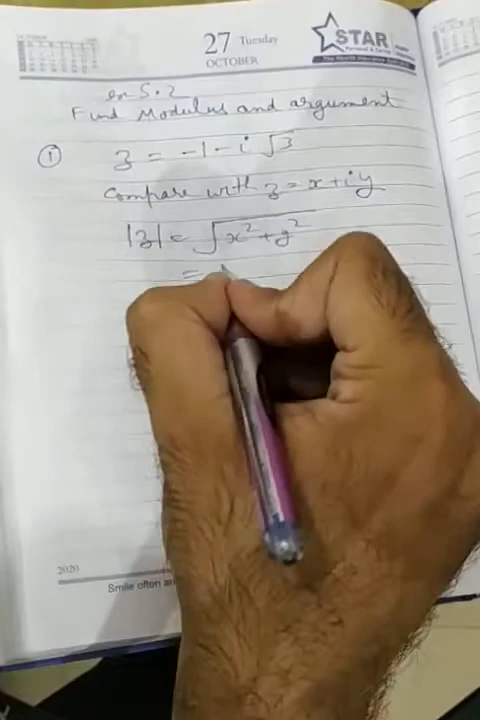 27 Tuesday
OCTOBER
STAR
ex 5.2
Find Modulus and argument
① z = -1 - i √3
Compare with z = x + iy
|z| = √x² + y²
=
2020
Smile often